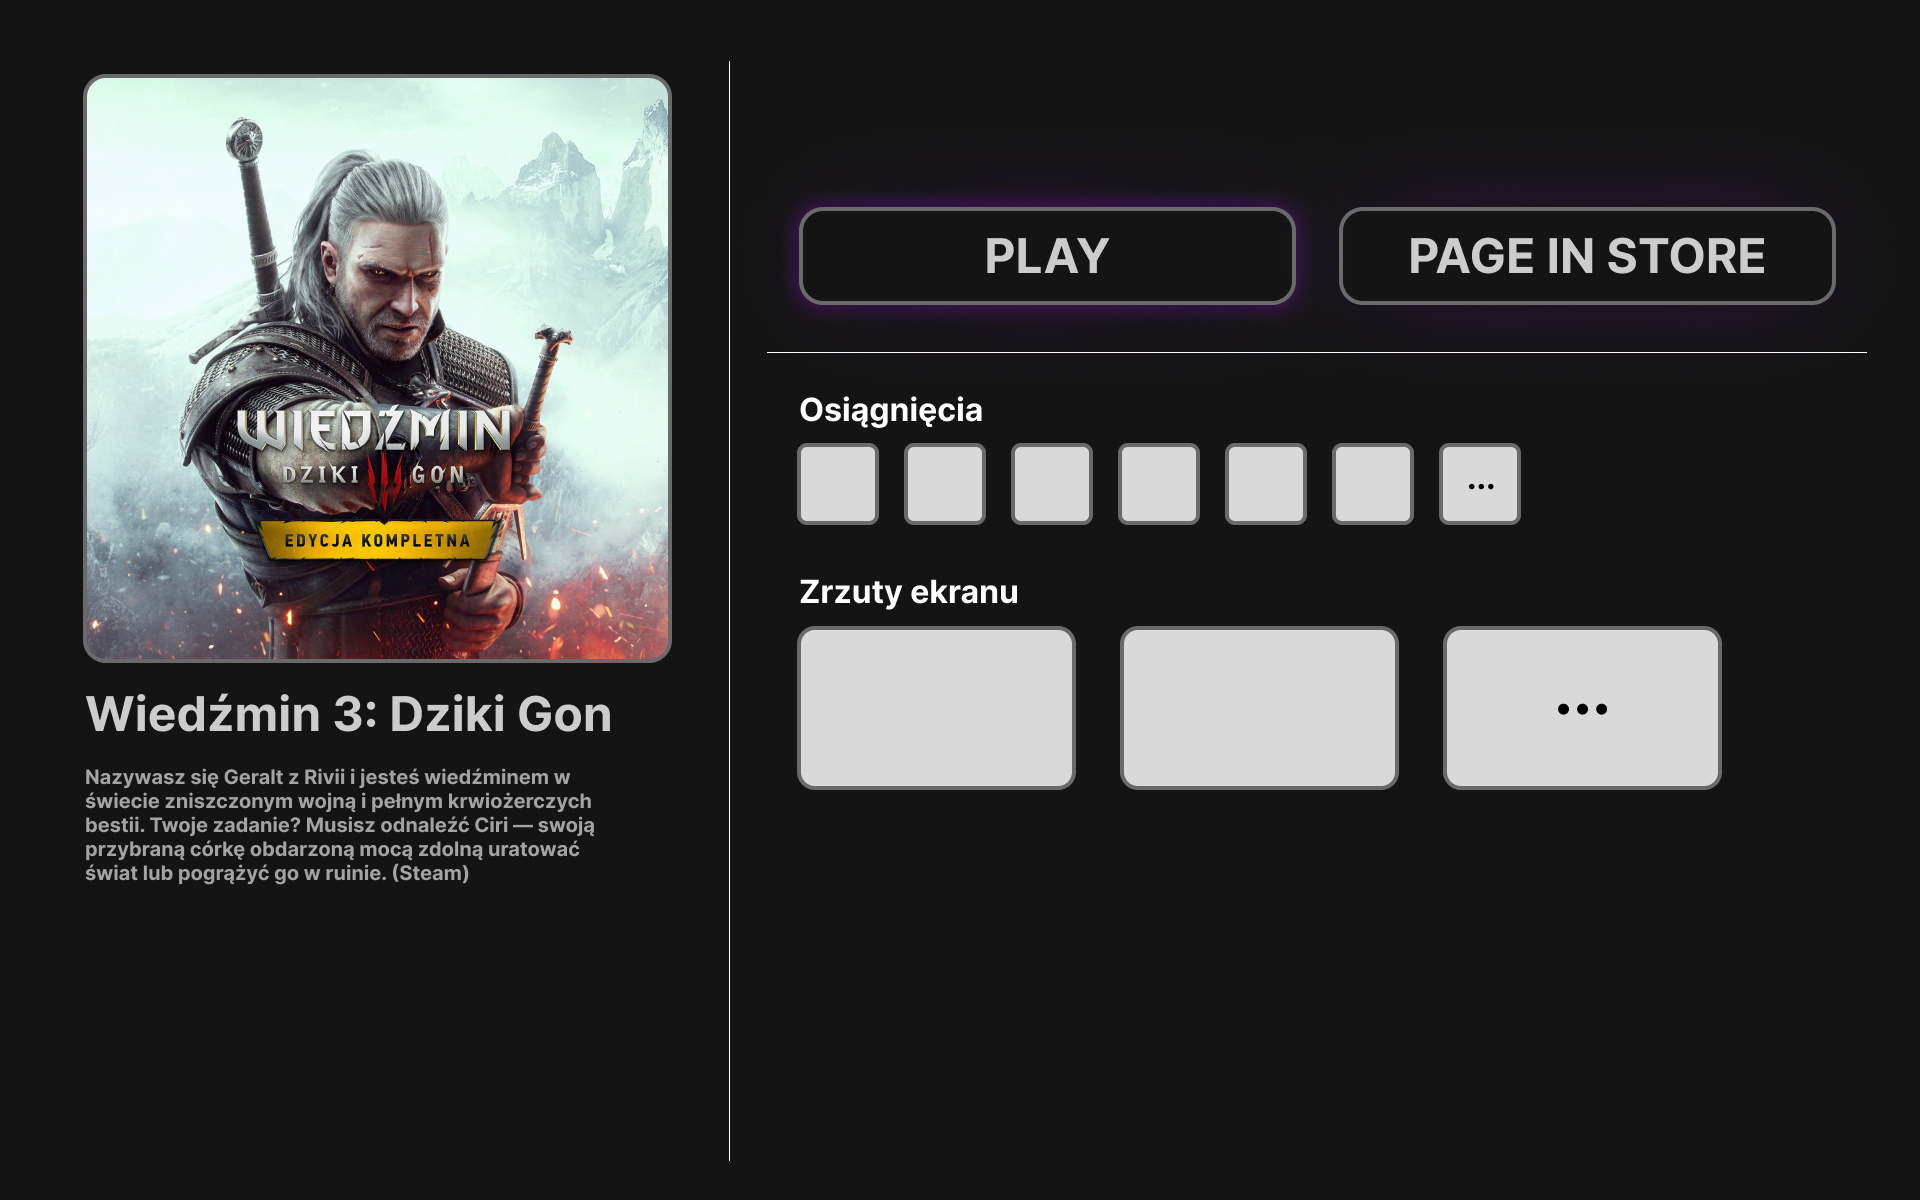 WIEDŹMIN
DZIKI III GON
EDYCJA KOMPLETNA
Wiedźmin 3: Dziki Gon
Nazywasz się Geralt z Rivii i jesteś wiedźminem w
świecie zniszczonym wojną i pełnym krwiożerczych
bestii. Twoje zadanie? Musisz odnaleźć Ciri — swoją
przybraną córkę obdarzoną mocą zdolną uratować
świat lub pogrążyć go w ruinie. (Steam)
PLAY
PAGE IN STORE
Osiągnięcia
...
Zrzuty ekranu
...